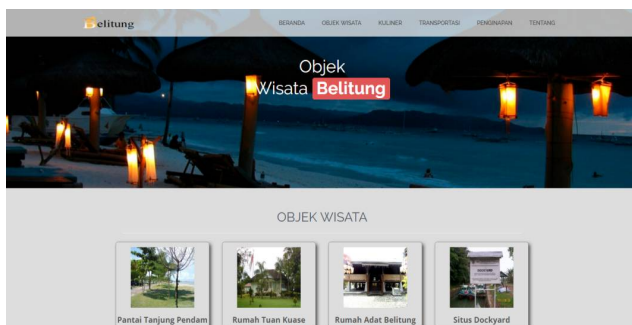 Belitung
BERANDA OBJEK WISATA KULINER TRANSPORTASI PENGINAPAN TENTANG
Objek
Wisata Belitung
OBJEK WISATA
Pantai Tanjung Pendam Rumah Tuan Kuase Rumah Adat Belitung Situs Dockyard